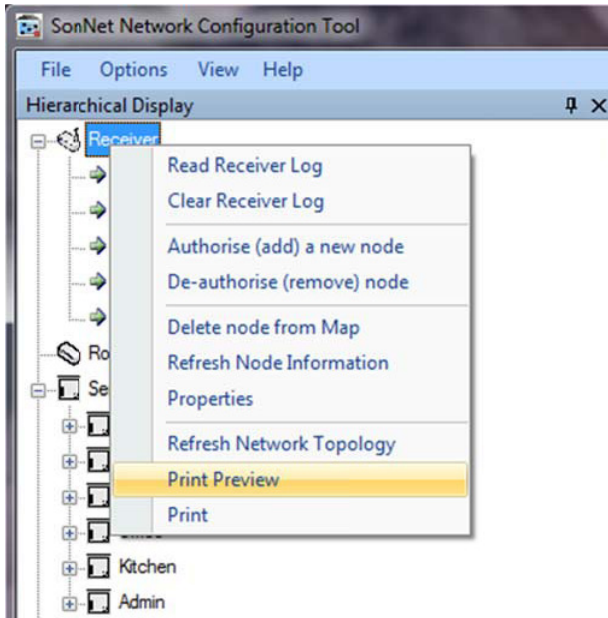 SonNet Network Configuration Tool
File Options View Help
Hierarchical Display
Receiver
Read Receiver Log
Clear Receiver Log
Authorise (add) a new node
De-authorise (remove) node
Delete node from Map
Refresh Node Information
Properties
Refresh Network Topology
Print Preview
Print
Ro
Se
Kitchen
Admin